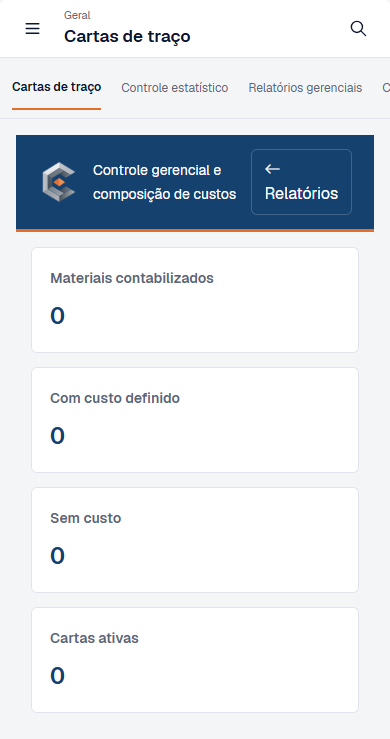 Geral
Cartas de traço
Cartas de traço
Controle estatístico
Relatórios gerenciais
C
Controle gerencial e
composição de custos
← Relatórios
Materiais contabilizados
0
Com custo definido
0
Sem custo
0
Cartas ativas
0